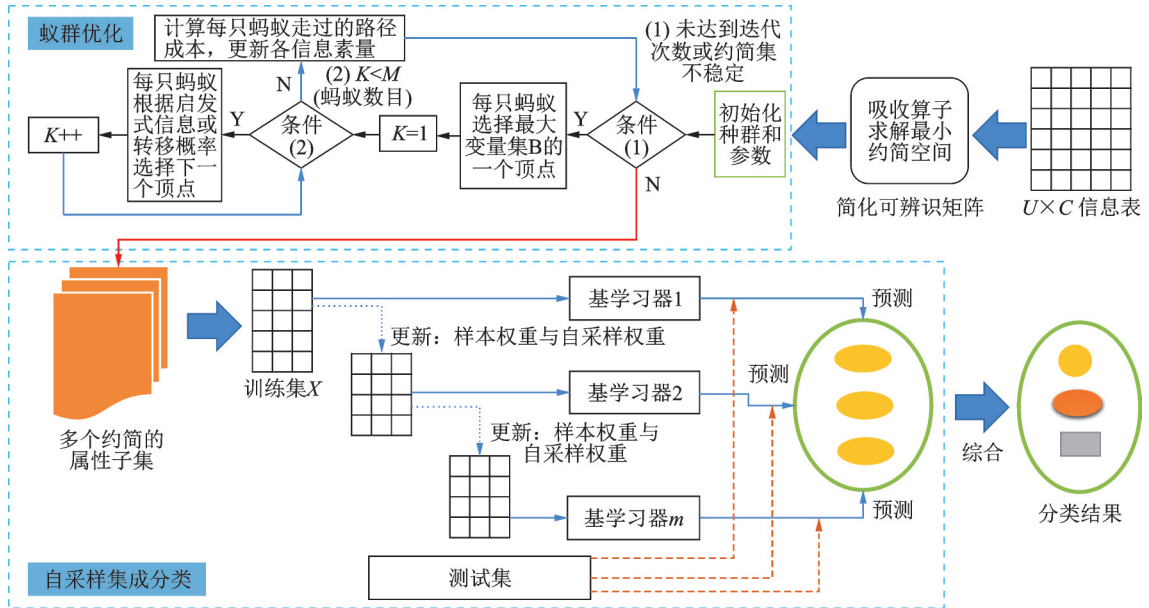 蚁群优化
计算每只蚂蚁走过的路径
成本，更新各信息素量
(1) 未达到迭代
次数或约简集
不稳定
N
(2) K<M
(蚂蚁数目)
每只蚂蚁
根据启发
式信息或
转移概率
选择下一
个顶点
K++
Y
条件
(2)
K=1
每只蚂蚁
选择最大
变量集B的
一个顶点
Y
条件
(1)
N
初始化
种群和
参数
吸收算子
求解最小
约简空间
简化可辨识矩阵
U×C 信息表
多个约简的
属性子集
训练集X
基学习器1
预测
更新：样本权重与自采样权重
基学习器2
预测
更新：样本权重与
自采样权重
基学习器m
预测
测试集
综合
分类结果
自采样集成分类